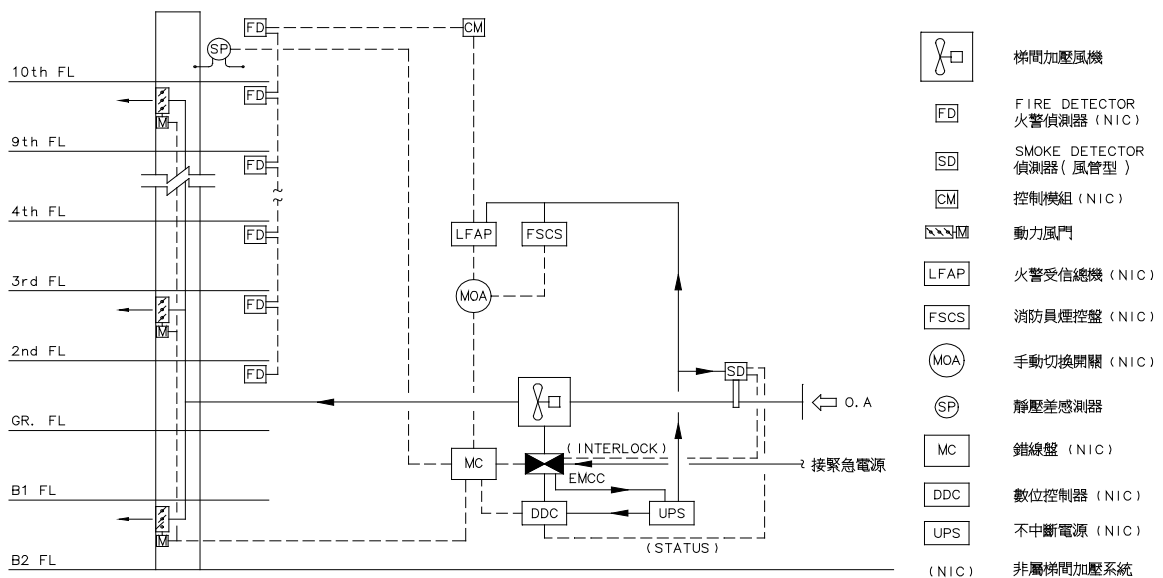 FD
CM
SP
10th FL
FD
M
9th FL
FD
4th FL
FD
LFAP
FSCS
3rd FL
MOA
FD
M
2nd FL
FD
SD
O.A
GR. FL
(INTERLOCK)
MC
接緊急電源
EMCC
B1 FL
DDC
UPS
M
(STATUS)
B2 FL
梯間加壓風機
FD
FIRE DETECTOR
火警偵測器 (NIC)
SD
SMOKE DETECTOR
偵測器(風管型)
CM
控制模組 (NIC)
M
動力風門
LFAP
火警受信總機 (NIC)
FSCS
消防員煙控盤 (NIC)
MOA
手動切換開關 (NIC)
SP
靜壓差感測器
MC
錯線盤 (NIC)
DDC
數位控制器 (NIC)
UPS
不中斷電源 (NIC)
(NIC)
非屬梯間加壓系統